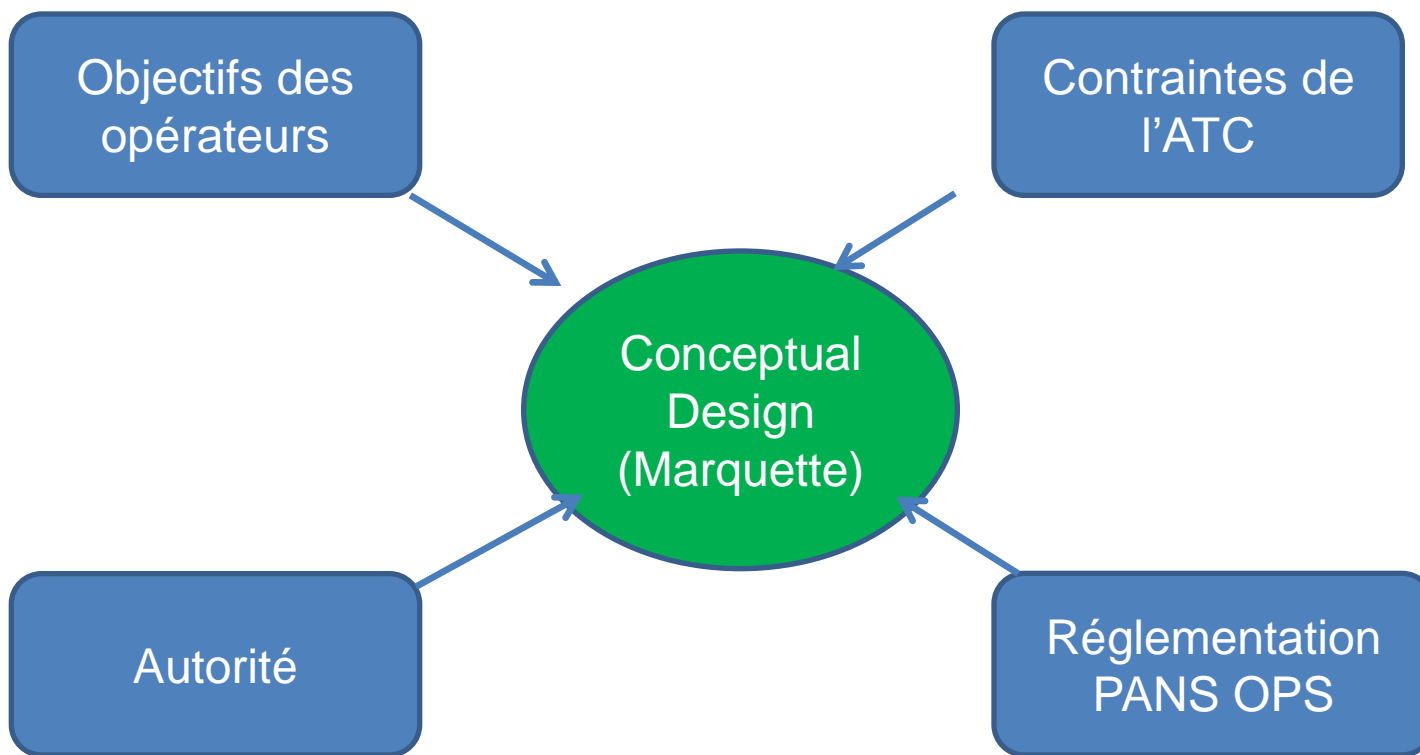 Objectifs des
opérateurs
Contraintes de
l’ATC
Conceptual
Design
(Marquette)
Autorité
Réglementation
PANS OPS